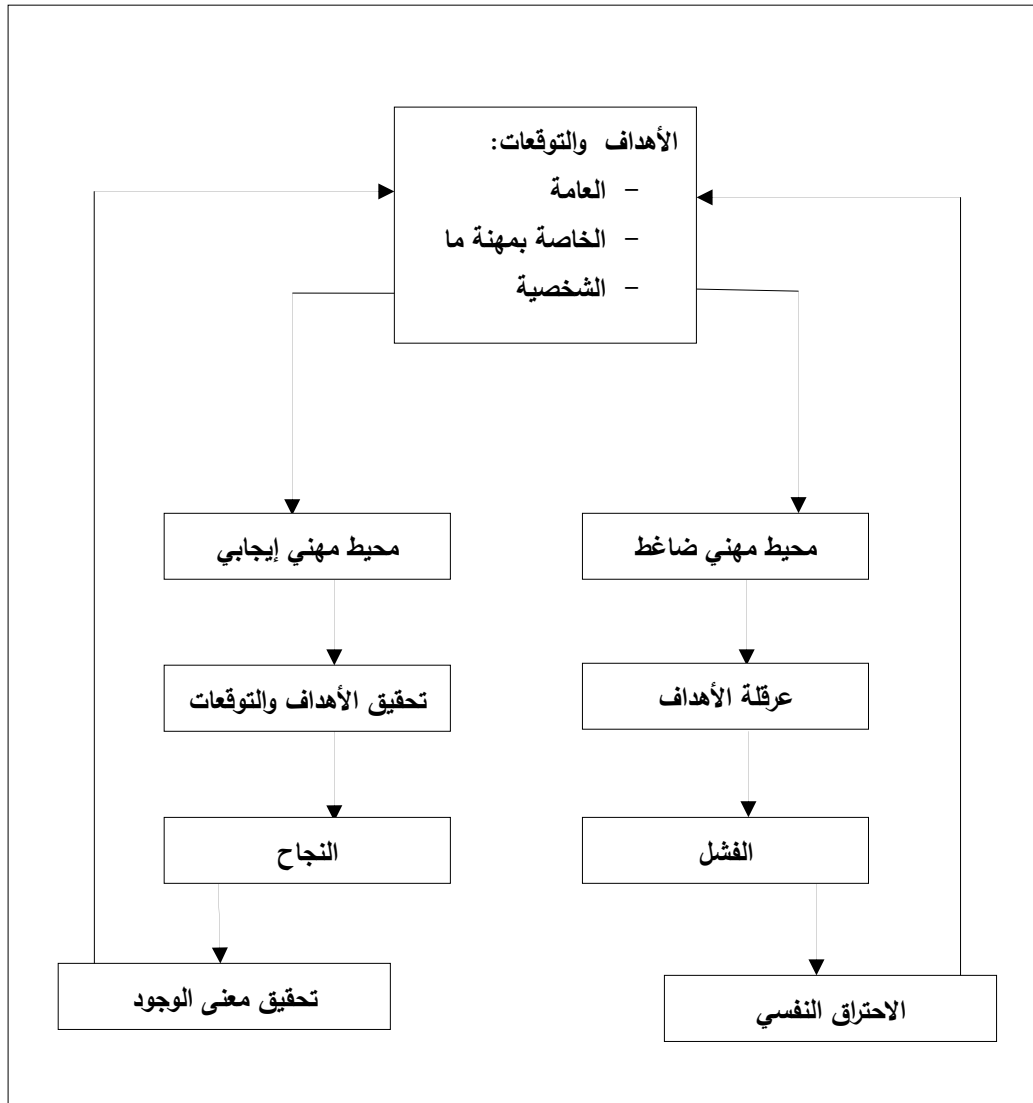 الأهداف والتوقعات:
- العامة
- الخاصة بمهنة ما
- الشخصية
محيط مهني ضاغط
محيط مهني إيجابي
عرقلة الأهداف
تحقيق الأهداف والتوقعات
الفشل
النجاح
الاحتراق النفسي
تحقيق معنى الوجود